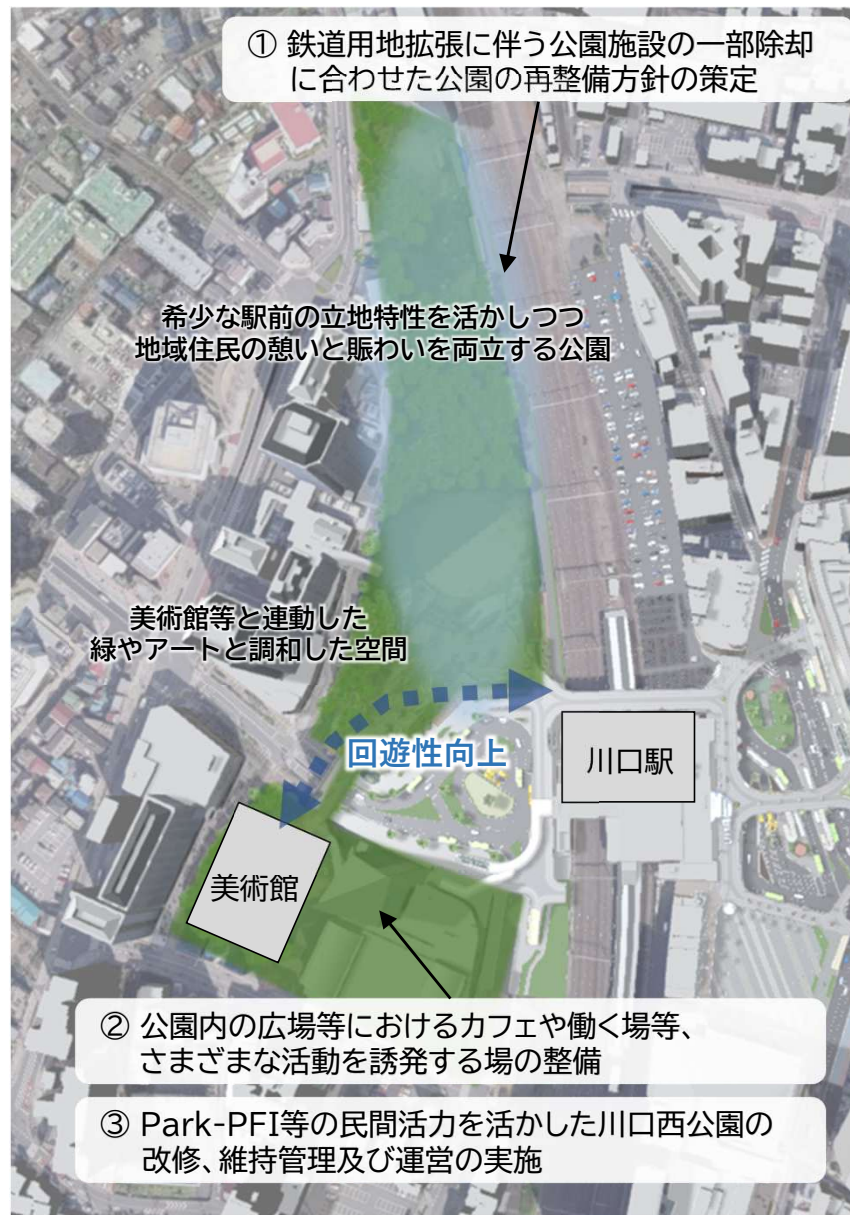 ① 鉄道用地拡張に伴う公園施設の一部除却
に合わせた公園の再整備方針の策定
希少な駅前の立地特性を活かしつつ
地域住民の憩いと賑わいを両立する公園
美術館等と連動した
緑やアートと調和した空間
回遊性向上
川口駅
美術館
② 公園内の広場等におけるカフェや働く場等、
さまざまな活動を誘発する場の整備
③ Park-PFI等の民間活力を活かした川口西公園の
改修、維持管理及び運営の実施